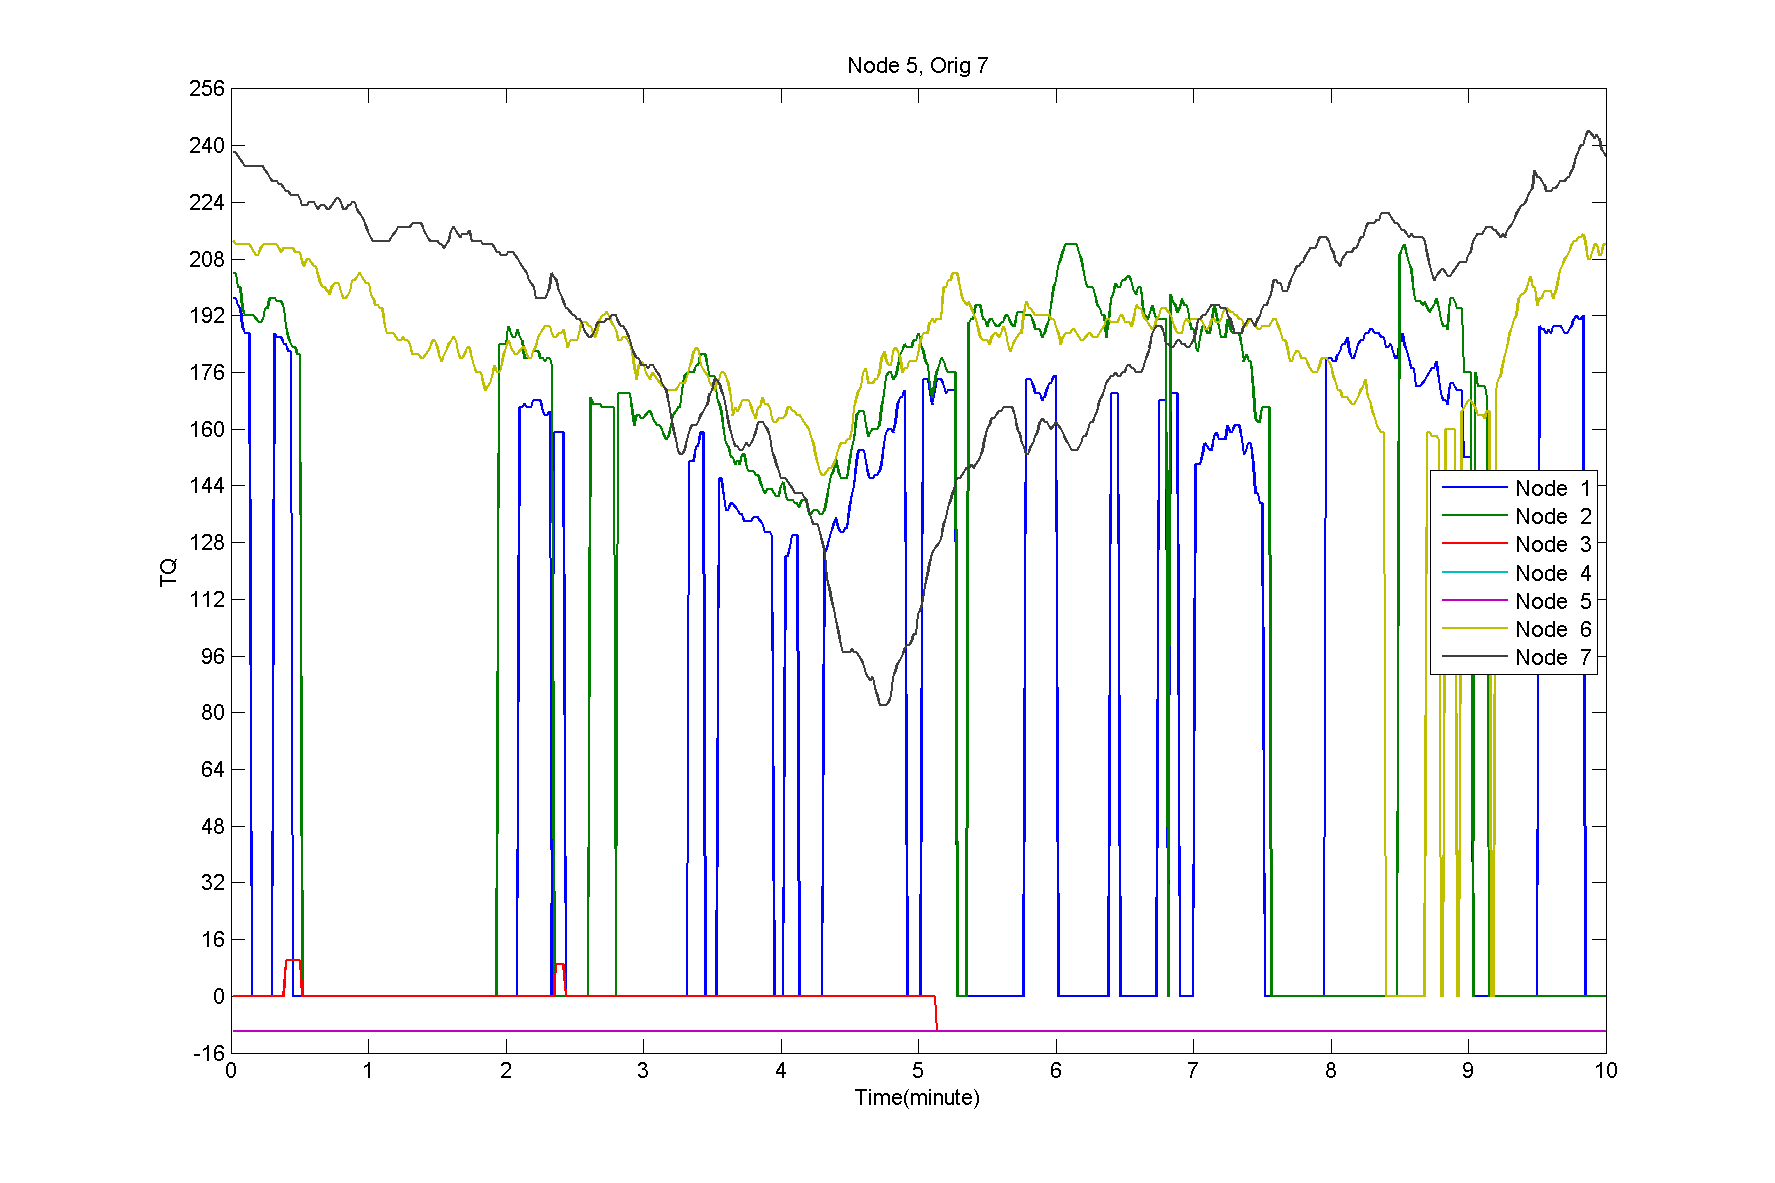 Node 5, Orig 7
256
240
224
208
192
176
160
144
128
112
96
80
64
48
32
16
0
-16
TQ
Node 1
Node 2
Node 3
Node 4
Node 5
Node 6
Node 7
0 1 2 3 4 5 6 7 8 9 10
Time(minute)